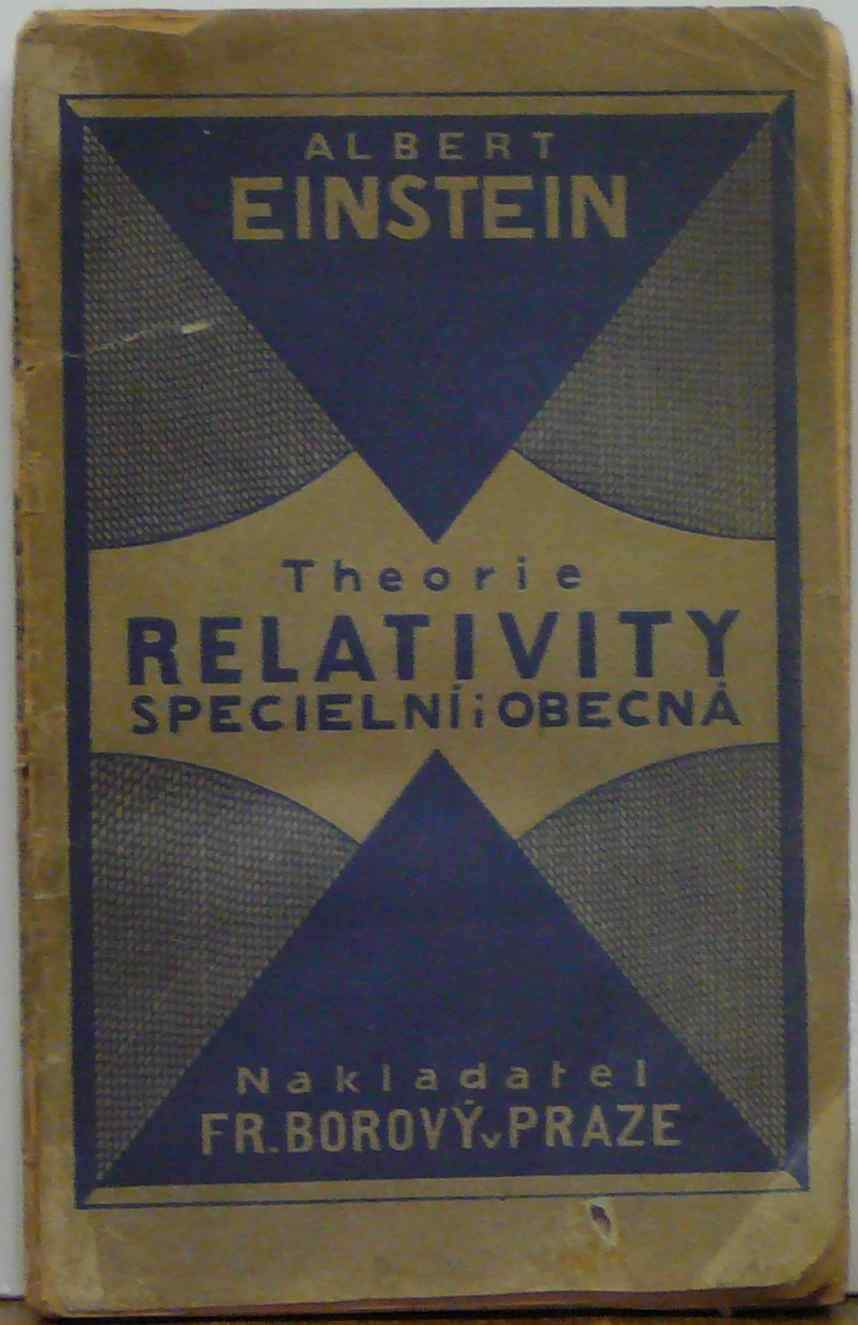 ALBERT
EINSTEIN
Theorie
RELATIVITY
SPECIELNÍ i OBECNÁ
Nakladatel
FR. BOROVÝ v PRAZE